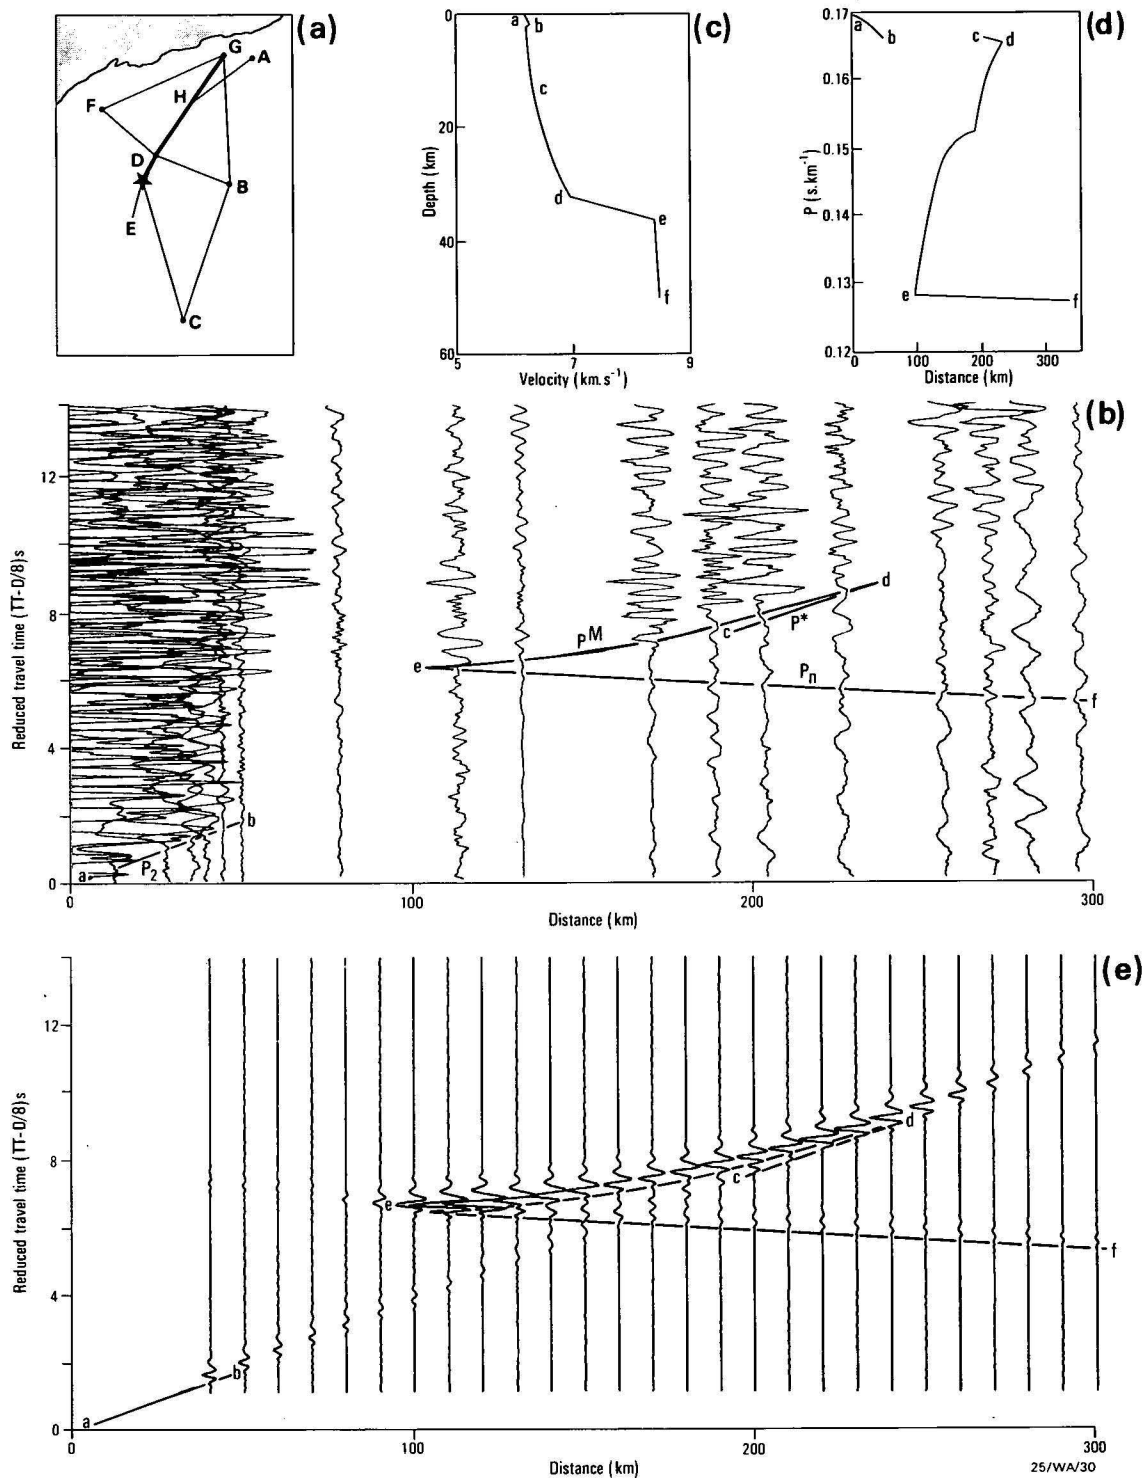 (a)
G
A
F
H
D
B
E
C
(c)
a
b
c
d
e
f
0
20
40
60
Depth (km)
5
7
9
Velocity (km.s⁻¹)
(d)
0.17
a
b
c
d
0.16
0.15
0.14
e
0.13
f
0.12
P (s.km⁻¹)
0
100
200
300
Distance (km)
(b)
12
8
4
0
Reduced travel time (TT-D/8)s
a
P₂
b
e
Pᴹ
c
P*
d
Pn
f
0
100
200
300
Distance (km)
(e)
12
8
4
0
Reduced travel time (TT-D/8)s
a
b
e
c
d
f
0
100
200
300
Distance (km)
25/WA/30